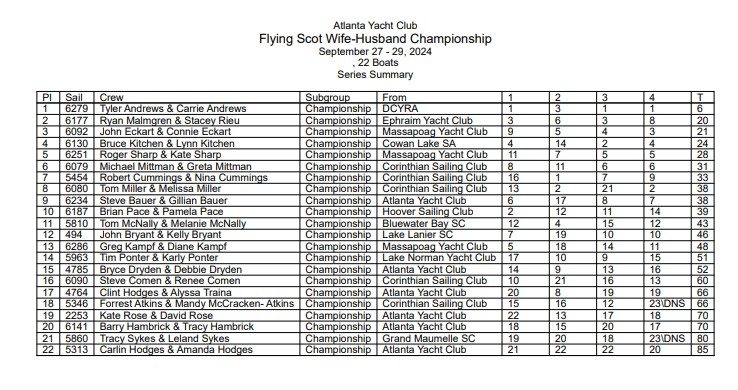 Atlanta Yacht Club
Flying Scot Wife-Husband Championship
September 27 - 29, 2024
, 22 Boats
Series Summary
Pl Sail Crew Subgroup From 1 2 3 4 T
1 6279 Tyler Andrews & Carrie Andrews Championship DCYRA 1 3 1 1 6
2 6177 Ryan Malmgren & Stacey Rieu Championship Ephraim Yacht Club 3 6 3 8 20
3 6092 John Eckart & Connie Eckart Championship Massapoag Yacht Club 9 5 4 3 21
4 6130 Bruce Kitchen & Lynn Kitchen Championship Cowan Lake SA 4 14 2 4 24
5 6251 Roger Sharp & Kate Sharp Championship Massapoag Yacht Club 11 7 5 5 28
6 6079 Michael Mittman & Greta Mittman Championship Corinthian Sailing Club 8 11 6 6 31
7 5454 Robert Cummings & Nina Cummings Championship Corinthian Sailing Club 16 1 7 9 33
8 6080 Tom Miller & Melissa Miller Championship Corinthian Sailing Club 13 2 21 2 38
9 6234 Steve Bauer & Gillian Bauer Championship Atlanta Yacht Club 6 17 8 7 38
10 6187 Brian Pace & Pamela Pace Championship Hoover Sailing Club 2 12 11 14 39
11 5810 Tom McNally & Melanie McNally Championship Bluewater Bay SC 12 4 15 12 43
12 494 John Bryant & Kelly Bryant Championship Lake Lanier SC 7 19 10 10 46
13 6286 Greg Kampf & Diane Kampf Championship Massapoag Yacht Club 5 18 14 11 48
14 5963 Tim Ponter & Karly Ponter Championship Lake Norman Yacht Club 17 10 9 15 51
15 4785 Bryce Dryden & Debbie Dryden Championship Atlanta Yacht Club 14 9 13 16 52
16 6090 Steve Comen & Renee Comen Championship Corinthian Sailing Club 10 21 16 13 60
17 4764 Clint Hodges & Alyssa Traina Championship Atlanta Yacht Club 20 8 19 19 66
18 5346 Forrest Atkins & Mandy McCracken- Atkins Championship Corinthian Sailing Club 15 16 12 23\DNS 66
19 2253 Kate Rose & David Rose Championship Atlanta Yacht Club 22 13 17 18 70
20 6141 Barry Hambrick & Tracy Hambrick Championship Atlanta Yacht Club 18 15 20 17 70
21 5860 Tracy Sykes & Leland Sykes Championship Grand Maumelle SC 19 20 18 23\DNS 80
22 5313 Carlin Hodges & Amanda Hodges Championship Atlanta Yacht Club 21 22 22 20 85